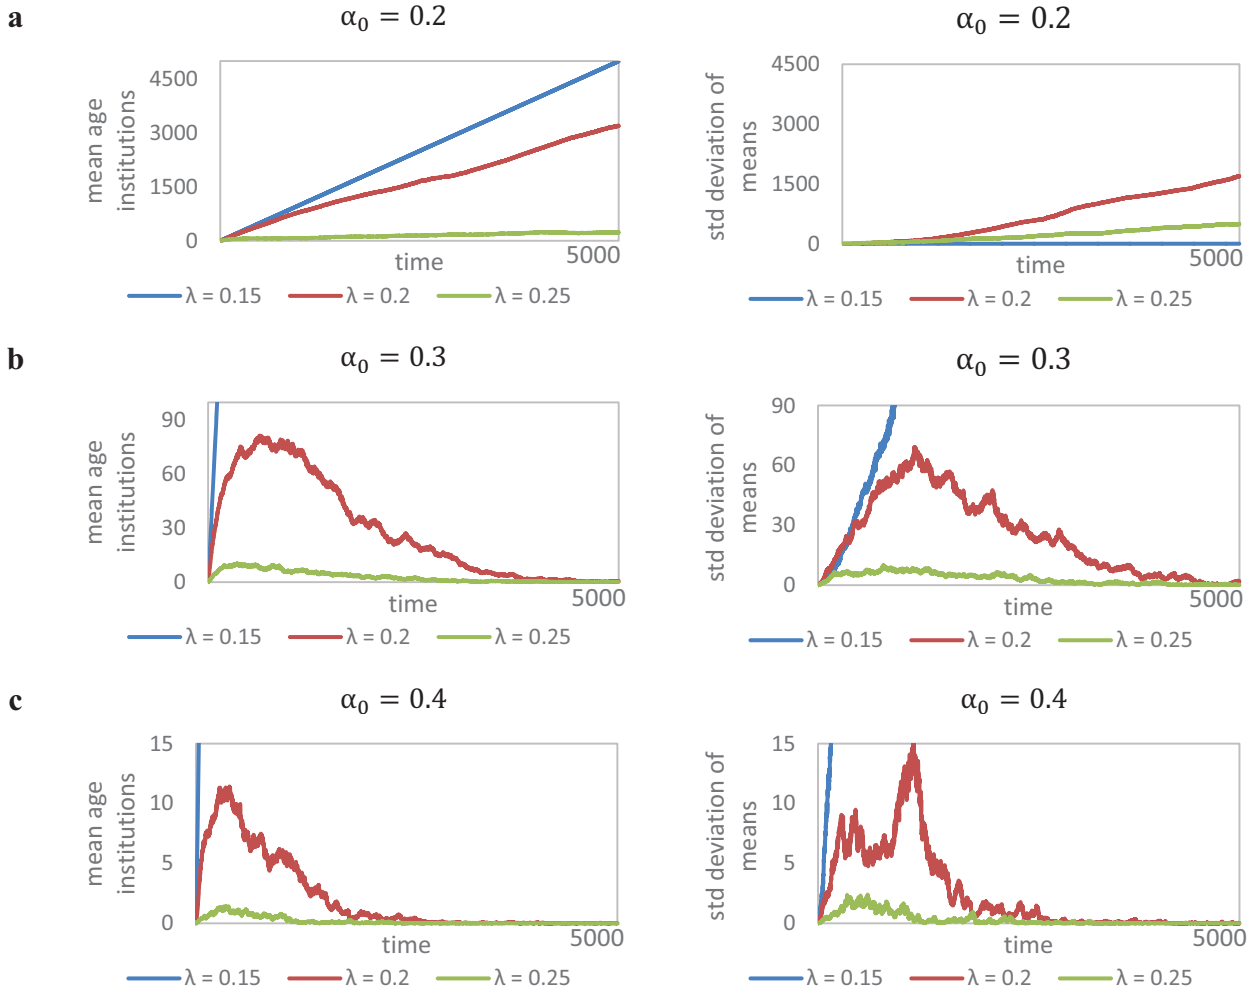 a
α₀ = 0.2
mean age
institutions
4500
3000
1500
0
time
5000
λ = 0.15 λ = 0.2 λ = 0.25
α₀ = 0.2
std deviation of
means
4500
3000
1500
0
time
5000
λ = 0.15 λ = 0.2 λ = 0.25
b
α₀ = 0.3
mean age
institutions
90
60
30
0
time
5000
λ = 0.15 λ = 0.2 λ = 0.25
α₀ = 0.3
std deviation of
means
90
60
30
0
time
5000
λ = 0.15 λ = 0.2 λ = 0.25
c
α₀ = 0.4
mean age
institutions
15
10
5
0
time
5000
λ = 0.15 λ = 0.2 λ = 0.25
α₀ = 0.4
std deviation of
means
15
10
5
0
time
5000
λ = 0.15 λ = 0.2 λ = 0.25